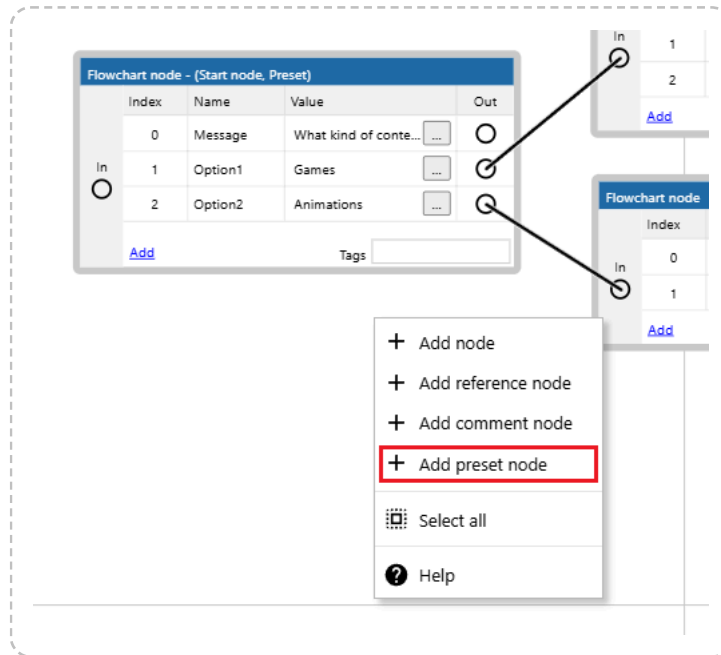 Flowchart node - (Start node, Preset)
Index Name Value Out
In
0 Message What kind of conte... ...
1 Option1 Games ...
2 Option2 Animations ...
Add Tags
In
1
2
Add
Flowchart node
Index
In
0
1
Add
Add node
Add reference node
Add comment node
Add preset node
Select all
Help